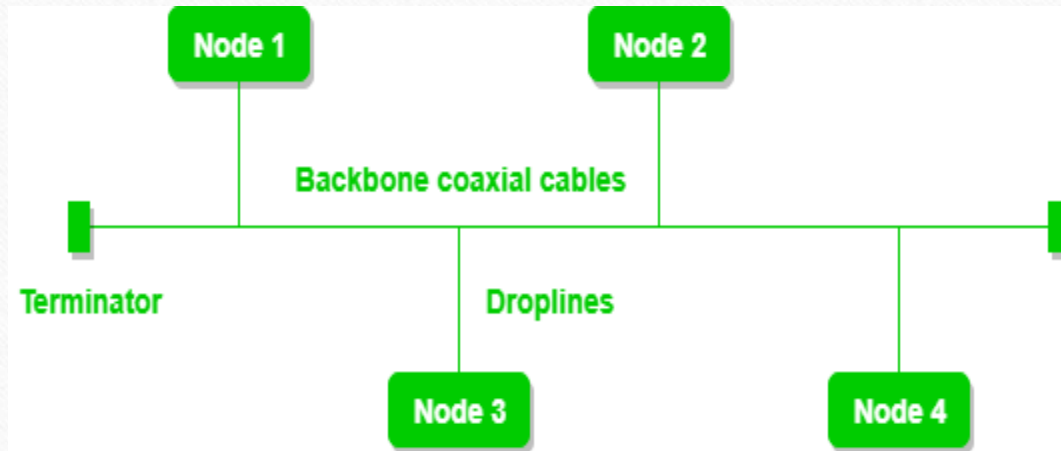 Node 1
Node 2
Backbone coaxial cables
Terminator
Droplines
Node 3
Node 4